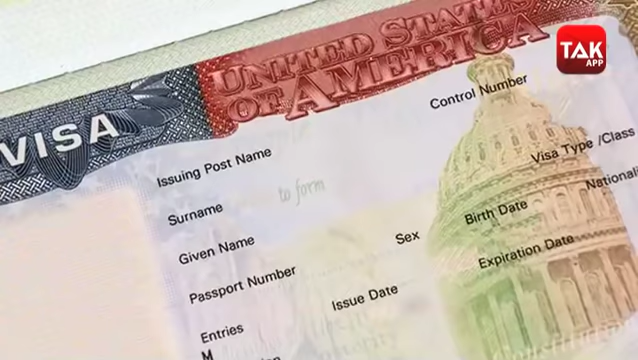 TAK
APP
VISA
UNITED STATES
OF AMERICA
Issuing Post Name
Control Number
Surname
to form
Visa Type /Class
Given Name
Sex
Birth Date
Passport Number
Issue Date
Expiration Date
Entries
M